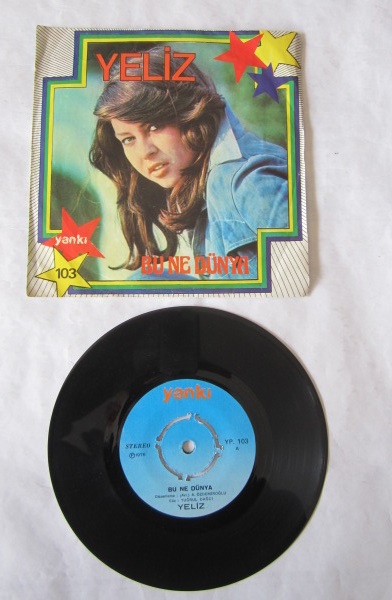 YELİZ
yankı
103
BU NE DÜNYA
yankı
STEREO
YP. 103
A
BU NE DÜNYA
YELİZ